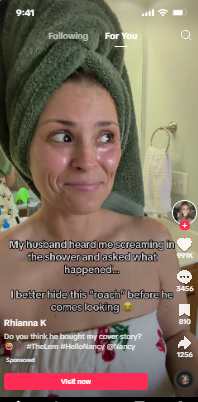 9:41
Following For You
My husband heard me screaming in
the shower and asked what
happened...
I better hide this "roach" before he
comes looking 😂
991K
3456
810
1256
Rhianna K
Do you think he bought my cover story?
#TheLem #HelloNancy @Nancy
Sponsored
Visit now